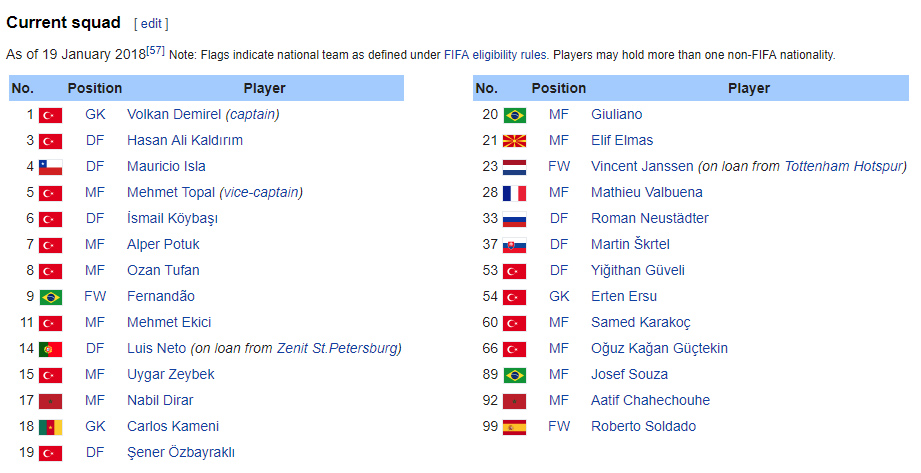 Current squad [ edit ]
As of 19 January 2018[57] Note: Flags indicate national team as defined under FIFA eligibility rules. Players may hold more than one non-FIFA nationality.
No. Position Player
1 GK Volkan Demirel (captain)
3 DF Hasan Ali Kaldırım
4 DF Mauricio Isla
5 MF Mehmet Topal (vice-captain)
6 DF İsmail Köybaşı
7 MF Alper Potuk
8 MF Ozan Tufan
9 FW Fernandão
11 MF Mehmet Ekici
14 DF Luis Neto (on loan from Zenit St.Petersburg)
15 MF Uygar Zeybek
17 MF Nabil Dirar
18 GK Carlos Kameni
19 DF Şener Özbayraklı
No. Position Player
20 MF Giuliano
21 MF Elif Elmas
23 FW Vincent Janssen (on loan from Tottenham Hotspur)
28 MF Mathieu Valbuena
33 DF Roman Neustädter
37 DF Martin Škrtel
53 DF Yiğithan Güveli
54 GK Erten Ersu
60 MF Samed Karakoç
66 MF Oğuz Kağan Güçtekin
89 MF Josef Souza
92 MF Aatif Chahechouhe
99 FW Roberto Soldado